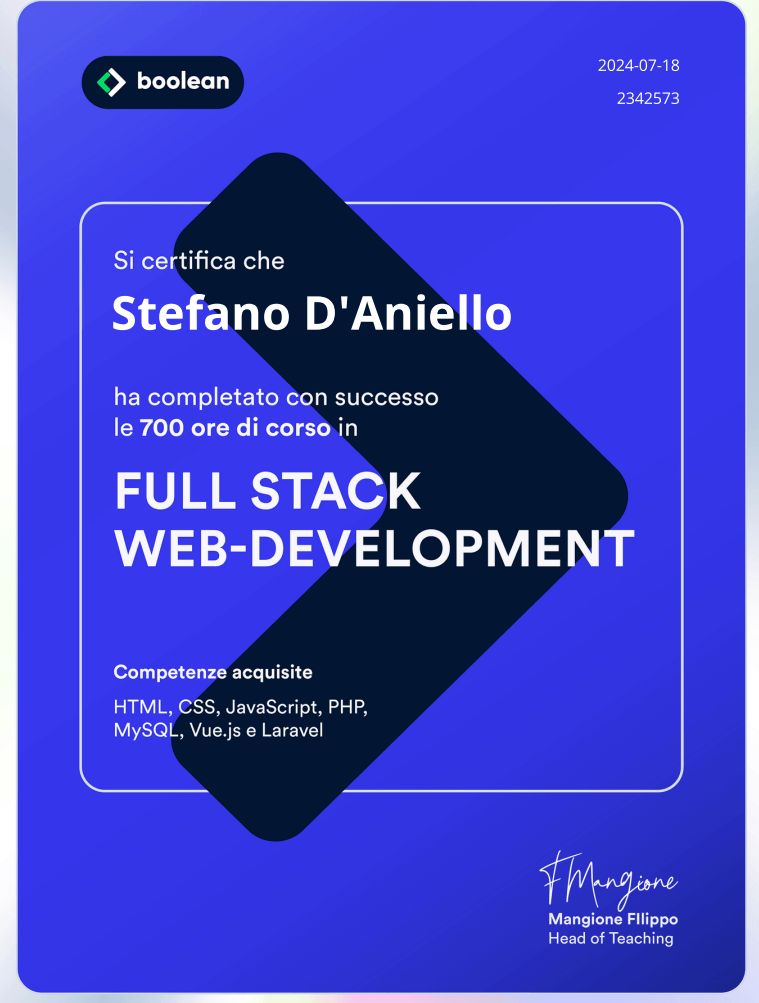 boolean
2024-07-18
2342573
Si certifica che
Stefano D'Aniello
ha completato con successo
le 700 ore di corso in
FULL STACK
WEB-DEVELOPMENT
Competenze acquisite
HTML, CSS, JavaScript, PHP,
MySQL, Vue.js e Laravel
FMangione
Mangione FIlippo
Head of Teaching